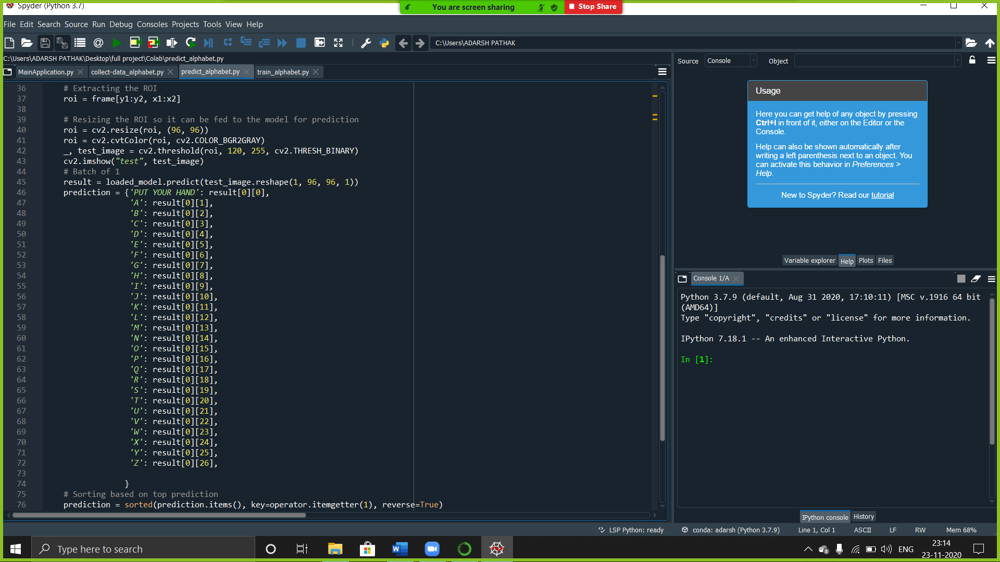 Spyder (Python 3.7)
You are screen sharing
Stop Share
File Edit Search Source Run Debug Consoles Projects Tools View Help
C:\Users\ADARSH PATHAK
C:\Users\ADARSH PATHAK\Desktop\full project\Colab\predict_alphabet.py
MainApplication.py
collect-data_alphabet.py
predict_alphabet.py
train_alphabet.py
36 # Extracting the ROI
37 roi = frame[y1:y2, x1:x2]
38
39 # Resizing the ROI so it can be fed to the model for prediction
40 roi = cv2.resize(roi, (96, 96))
41 roi = cv2.cvtColor(roi, cv2.COLOR_BGR2GRAY)
42 _, test_image = cv2.threshold(roi, 120, 255, cv2.THRESH_BINARY)
43 cv2.imshow("test", test_image)
44 # Batch of 1
45 result = loaded_model.predict(test_image.reshape(1, 96, 96, 1))
46 prediction = {'PUT YOUR HAND': result[0][0],
47 'A': result[0][1],
48 'B': result[0][2],
49 'C': result[0][3],
50 'D': result[0][4],
51 'E': result[0][5],
52 'F': result[0][6],
53 'G': result[0][7],
54 'H': result[0][8],
55 'I': result[0][9],
56 'J': result[0][10],
57 'K': result[0][11],
58 'L': result[0][12],
59 'M': result[0][13],
60 'N': result[0][14],
61 'O': result[0][15],
62 'P': result[0][16],
63 'Q': result[0][17],
64 'R': result[0][18],
65 'S': result[0][19],
66 'T': result[0][20],
67 'U': result[0][21],
68 'V': result[0][22],
69 'W': result[0][23],
70 'X': result[0][24],
71 'Y': result[0][25],
72 'Z': result[0][26],
73
74 }
75 # Sorting based on top prediction
76 prediction = sorted(prediction.items(), key=operator.itemgetter(1), reverse=True)
Source Console Object
Usage
Here you can get help of any object by pressing
Ctrl+I in front of it, either on the Editor or the
Console.
Help can also be shown automatically after
writing a left parenthesis next to an object. You
can activate this behavior in Preferences >
Help.
New to Spyder? Read our tutorial
Variable explorer Help Plots Files
Console 1/A
Python 3.7.9 (default, Aug 31 2020, 17:10:11) [MSC v.1916 64 bit
(AMD64)]
Type "copyright", "credits" or "license" for more information.
IPython 7.18.1 -- An enhanced Interactive Python.
In [1]:
IPython console History
LSP Python: ready conda: adarsh (Python 3.7.9) Line 1, Col 1 ASCII LF RW Mem 68%
Type here to search
ENG
23:14
23-11-2020